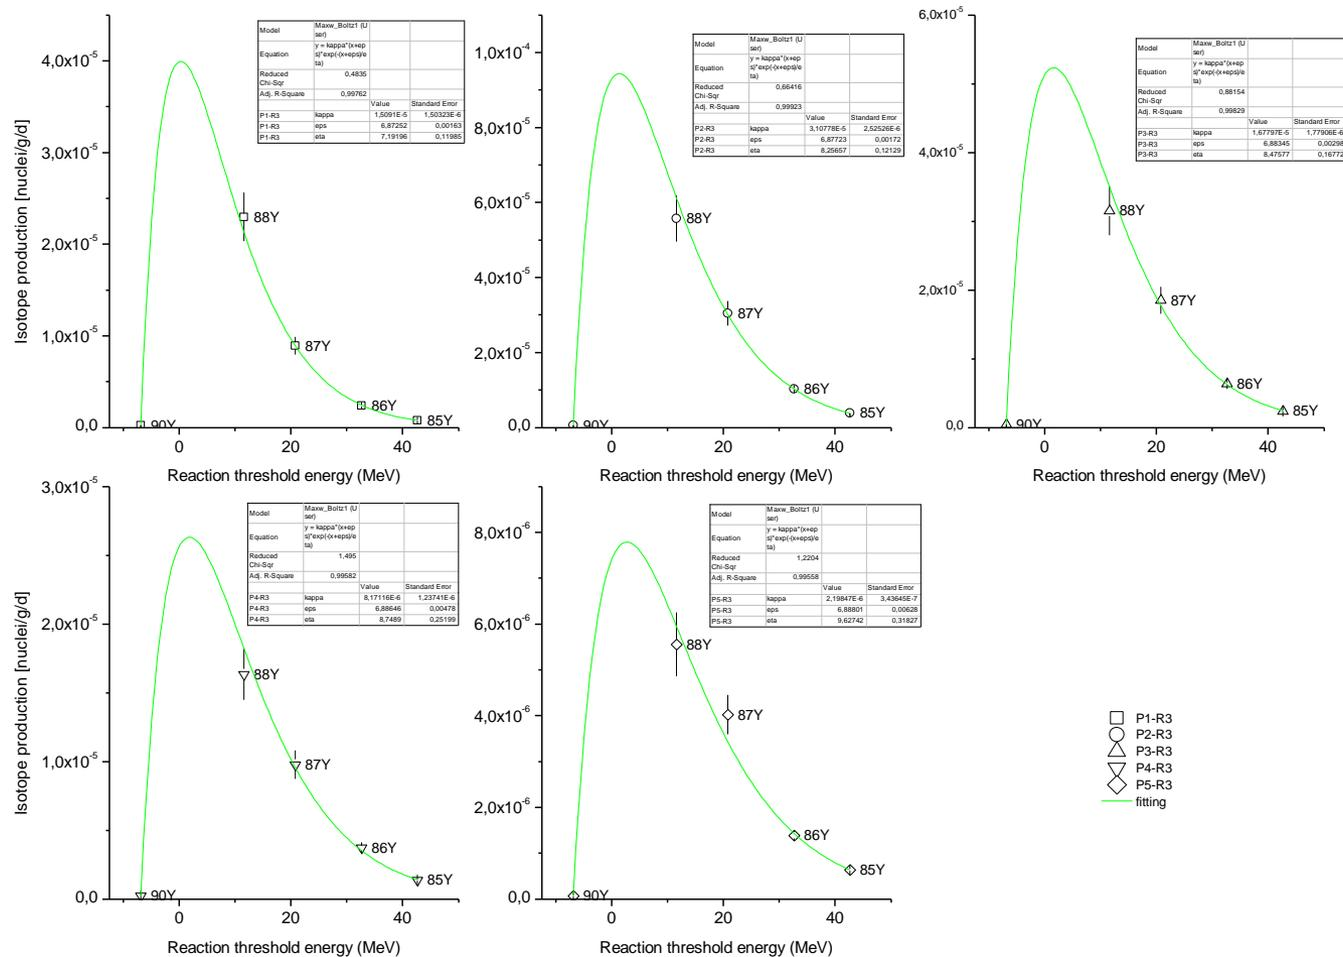 Isotope production [nuclei/g/d]
4,0x10-5
3,0x10-5
2,0x10-5
1,0x10-5
0,0
0 20 40
Reaction threshold energy (MeV)
Model Maxw_Boltz1 (U
ser)
Equation y = kappa*(x+ep
s)*exp(-(x+eps)/e
ta)
Reduced 0,4835
Chi-Sqr
Adj. R-Square 0,99762
Value Standard Error
P1-R3 kappa 1,5091E-5 1,50323E-6
P1-R3 eps 6,87252 0,00163
P1-R3 eta 7,19196 0,11985
88Y
87Y
86Y
85Y
90Y
1,0x10-4
8,0x10-5
6,0x10-5
4,0x10-5
2,0x10-5
0,0
0 20 40
Reaction threshold energy (MeV)
Model Maxw_Boltz1 (U
ser)
Equation y = kappa*(x+ep
s)*exp(-(x+eps)/e
ta)
Reduced 0,66416
Chi-Sqr
Adj. R-Square 0,99923
Value Standard Error
P2-R3 kappa 3,10778E-5 2,52526E-6
P2-R3 eps 6,87723 0,00172
P2-R3 eta 8,25657 0,12129
88Y
87Y
86Y
85Y
90Y
6,0x10-5
4,0x10-5
2,0x10-5
0,0
0 20 40
Reaction threshold energy (MeV)
Model Maxw_Boltz1 (U
ser)
Equation y = kappa*(x+ep
s)*exp(-(x+eps)/e
ta)
Reduced 0,88154
Chi-Sqr
Adj. R-Square 0,99829
Value Standard Error
P3-R3 kappa 1,67797E-5 1,77906E-6
P3-R3 eps 6,88345 0,00298
P3-R3 eta 8,47577 0,16772
88Y
87Y
86Y
85Y
90Y
Isotope production [nuclei/g/d]
3,0x10-5
2,0x10-5
1,0x10-5
0,0
0 20 40
Reaction threshold energy (MeV)
Model Maxw_Boltz1 (U
ser)
Equation y = kappa*(x+ep
s)*exp(-(x+eps)/e
ta)
Reduced 1,495
Chi-Sqr
Adj. R-Square 0,99582
Value Standard Error
P4-R3 kappa 8,17116E-6 1,23741E-6
P4-R3 eps 6,88646 0,00478
P4-R3 eta 8,7489 0,25199
88Y
87Y
86Y
85Y
90Y
8,0x10-6
6,0x10-6
4,0x10-6
2,0x10-6
0,0
0 20 40
Reaction threshold energy (MeV)
Model Maxw_Boltz1 (U
ser)
Equation y = kappa*(x+ep
s)*exp(-(x+eps)/e
ta)
Reduced 1,2204
Chi-Sqr
Adj. R-Square 0,99558
Value Standard Error
P5-R3 kappa 2,19847E-6 3,43645E-7
P5-R3 eps 6,88801 0,00628
P5-R3 eta 9,62742 0,31827
88Y
87Y
86Y
85Y
90Y
P1-R3
P2-R3
P3-R3
P4-R3
P5-R3
fitting